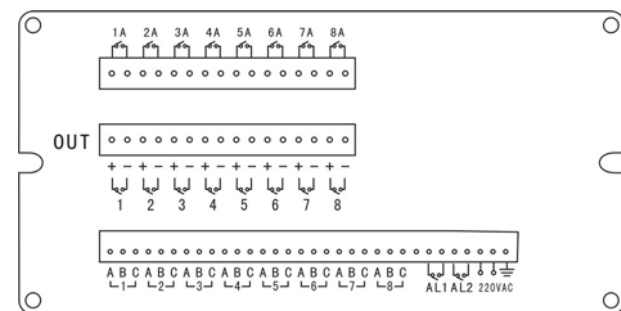 1A 2A 3A 4A 5A 6A 7A 8A
OUT
+ - + - + - + - + - + - + - + -
1 2 3 4 5 6 7 8
A B C A B C A B C A B C A B C A B C A B C A B C
1 2 3 4 5 6 7 8 AL1 AL2 220VAC